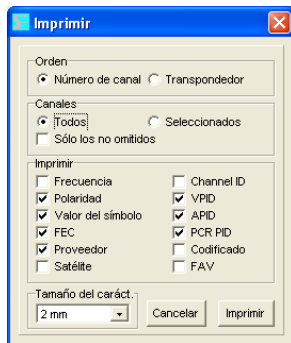 Imprimir
Orden
Número de canal Transpondedor
Canales
Todos Seleccionados
Sólo los no omitidos
Imprimir
Frecuencia Channel ID
Polaridad VPID
Valor del símbolo APID
FEC PCR PID
Proveedor Codificado
Satélite FAV
Tamaño del caráct.
2 mm Cancelar Imprimir